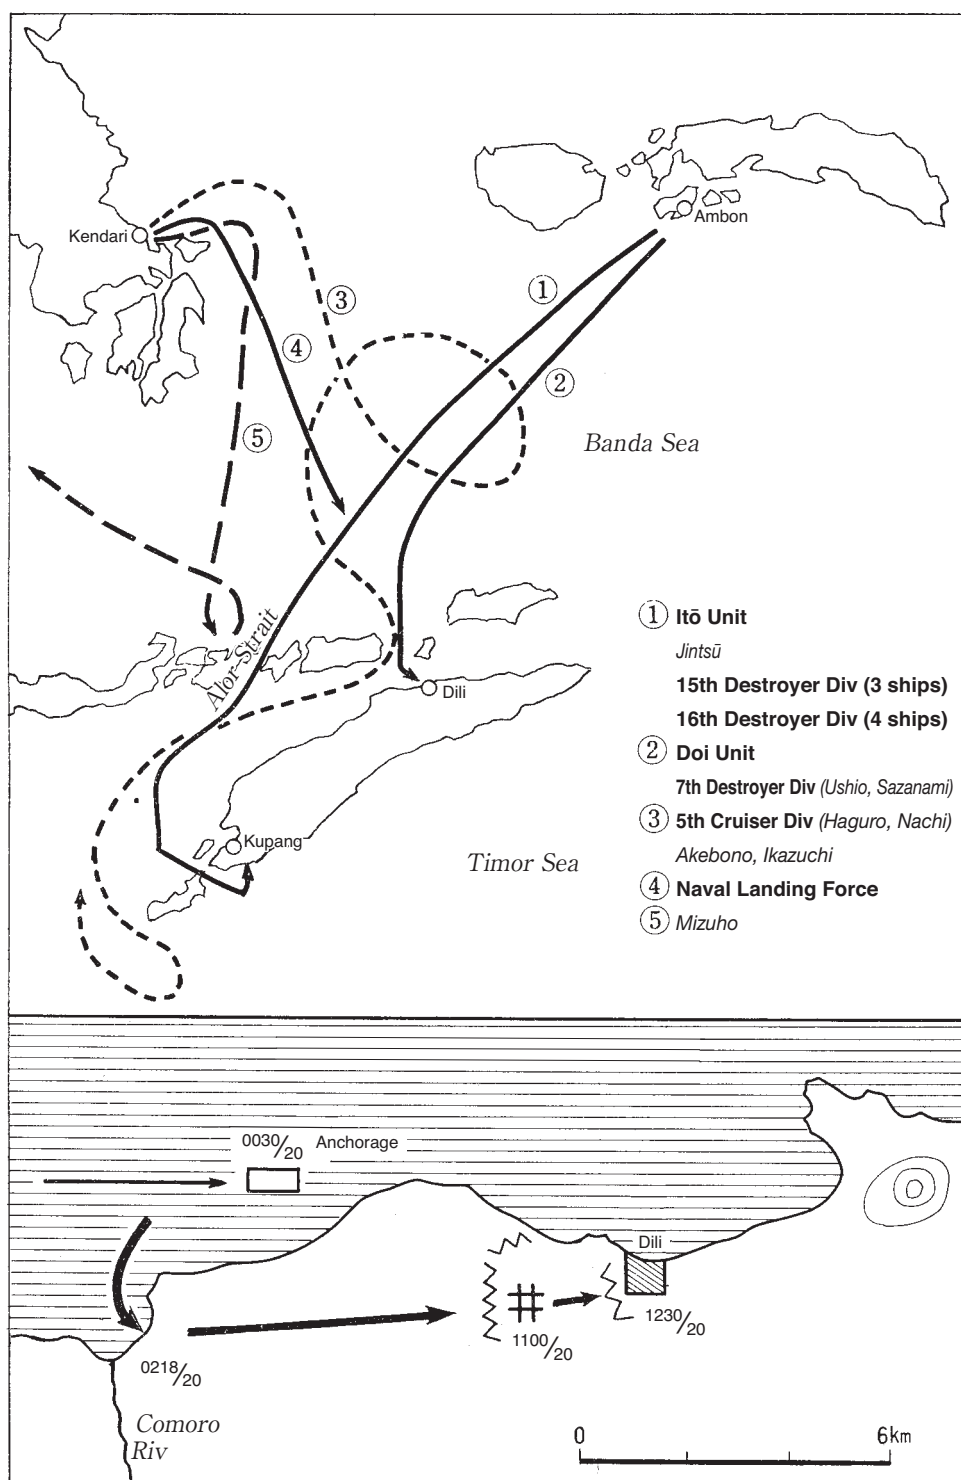 Kendari
Ambon
③
①
④
②
⑤
Banda Sea
Alor-Strait
Dili
Kupang
Timor Sea
① Itō Unit
Jintsū
15th Destroyer Div (3 ships)
16th Destroyer Div (4 ships)
② Doi Unit
7th Destroyer Div (Ushio, Sazanami)
③ 5th Cruiser Div (Haguro, Nachi)
Akebono, Ikazuchi
④ Naval Landing Force
⑤ Mizuho
0030/20 Anchorage
Dili
1230/20
1100/20
0218/20
Comoro
Riv
0 6km